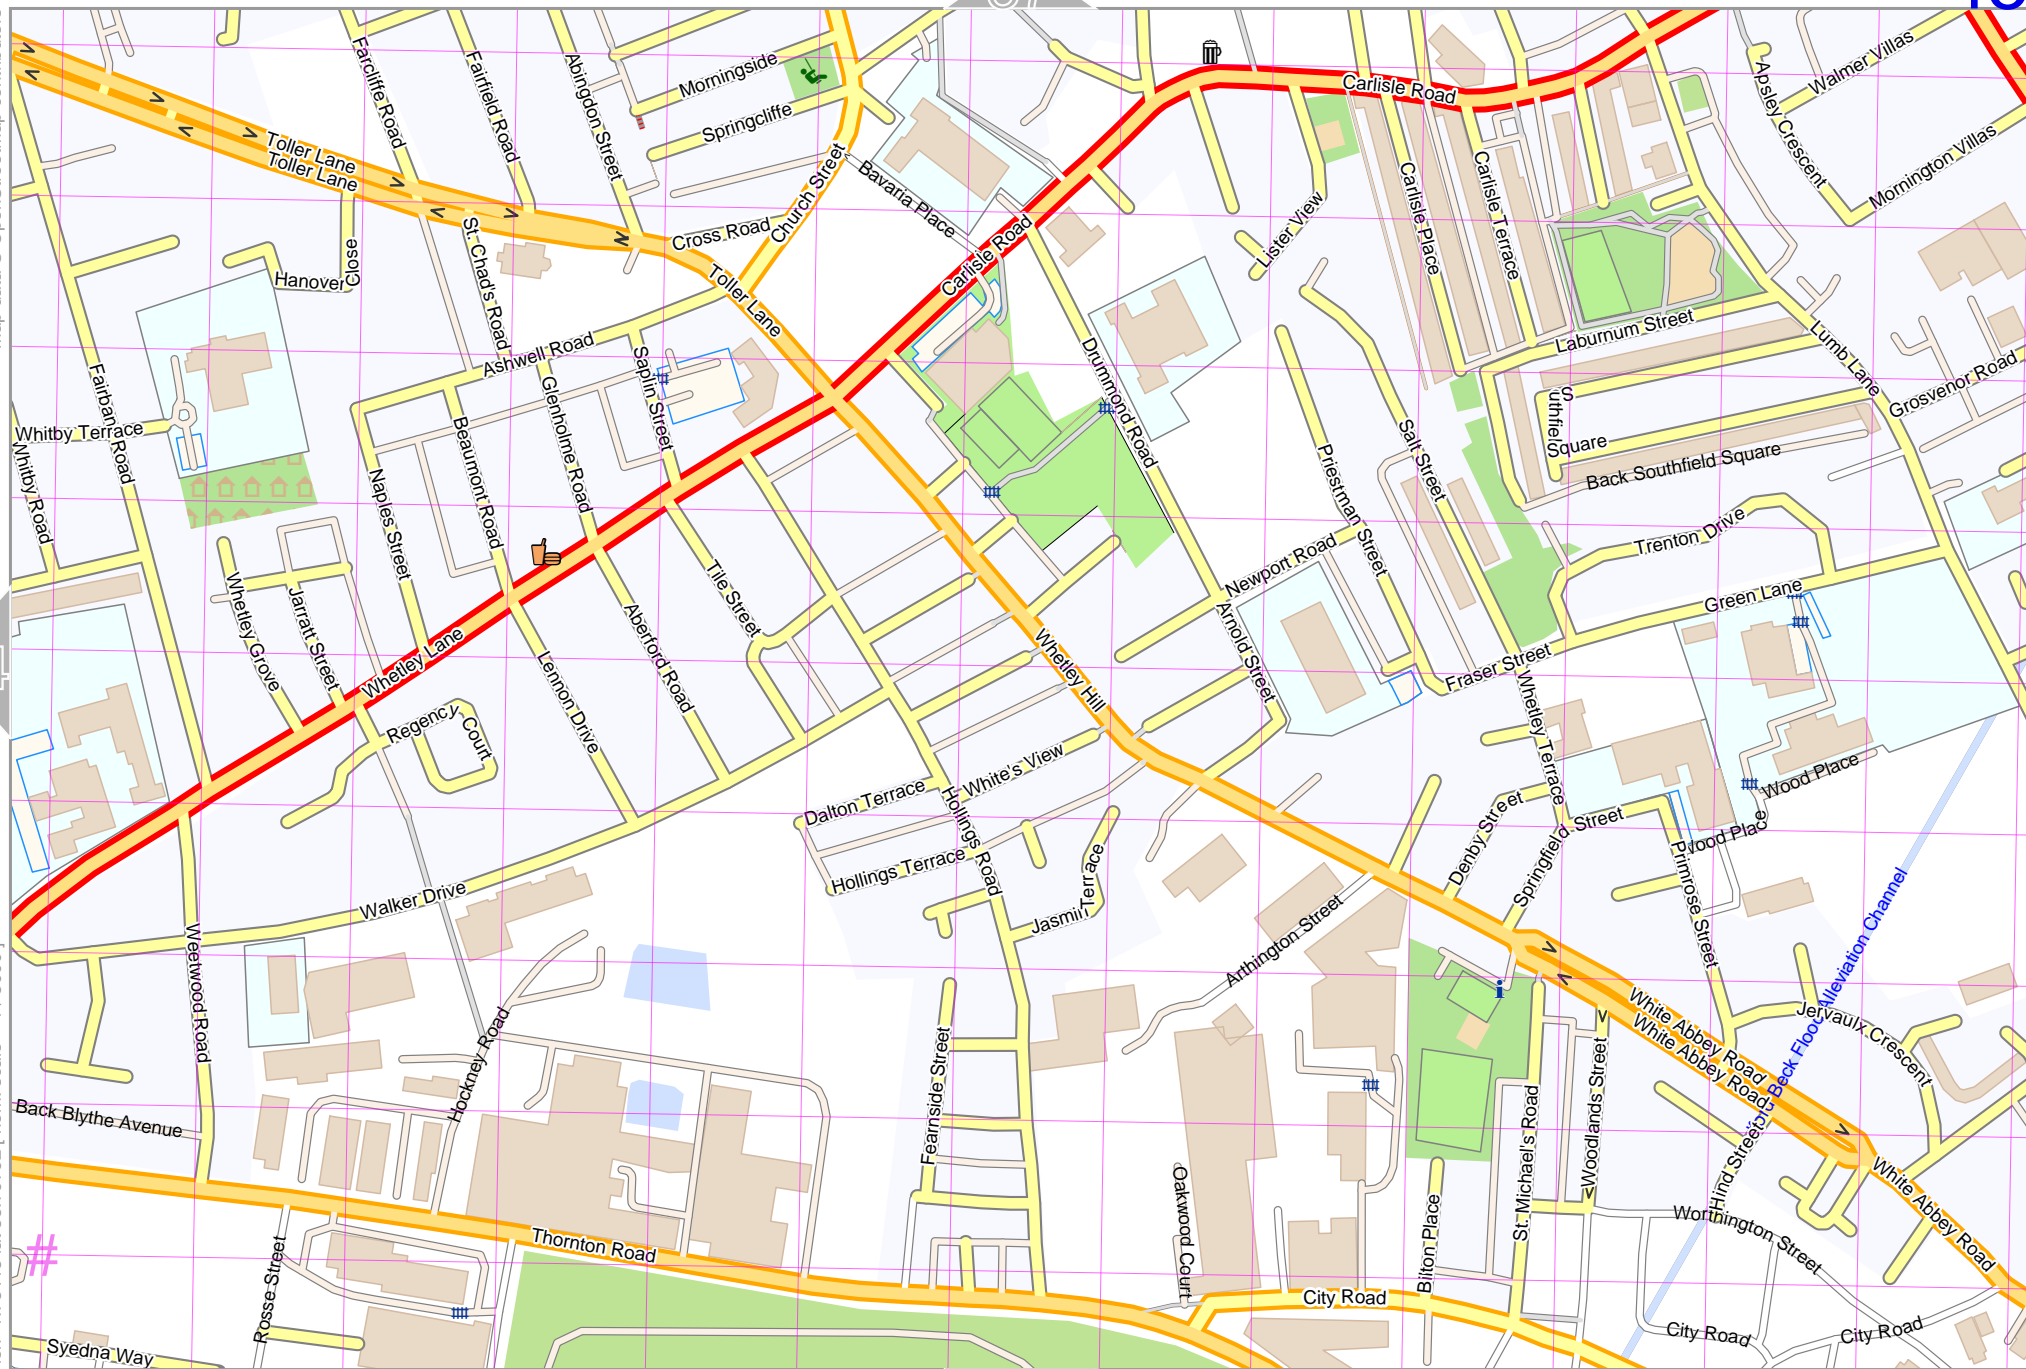 Farcliffe Road
Fairfield Road
Abingdon Street
Morningside
Springcliffe
Carlisle Road
Apsley Crescent
Walmer Villas
Mornington Villas
Toller Lane
Toller Lane
Church Street
Bavaria Place
Cross Road
Carlisle Road
Lister View
Carlisle Place
Carlisle Terrace
Hanover
Close
St. Chad's Road
Toller Lane
Ashwell Road
Saplin Street
Drummond Road
Laburnum Street
Lumb Lane
Grosvenor Road
S
uthfield
Square
Back Southfield Square
Fairbank Road
Whitby Terrace
Whitby Road
Naples Street
Beaumont Road
Glenholme Road
Priestman Street
Salt Street
Trenton Drive
Newport Road
Green Lane
Whetley Grove
Jarratt Street
Whetley Lane
Tile Street
Aberford Road
Lennon Drive
Regency
Court
Whetley Hill
Arnold Street
Fraser Street
Whetley Terrace
White's View
Dalton Terrace
Hollings Road
Hollings Terrace
Jasmin
Terrace
Denby Street
Springfield Street
Wood Place
Primrose Street
Walker Drive
Weetwood Road
Arthington Street
White Abbey Road
White Abbey Road
Jervaulx Crescent
Beck Flood Alleviation Channel
Hockney Road
Fearnside Street
Back Blythe Avenue
Oakwood Court
Bilton Place
St. Michael's Road
Woodlands Street
Hind Street
Worthington Street
White Abbey Road
Thornton Road
Rosse Street
City Road
City Road
City Road
Syedna Way
#